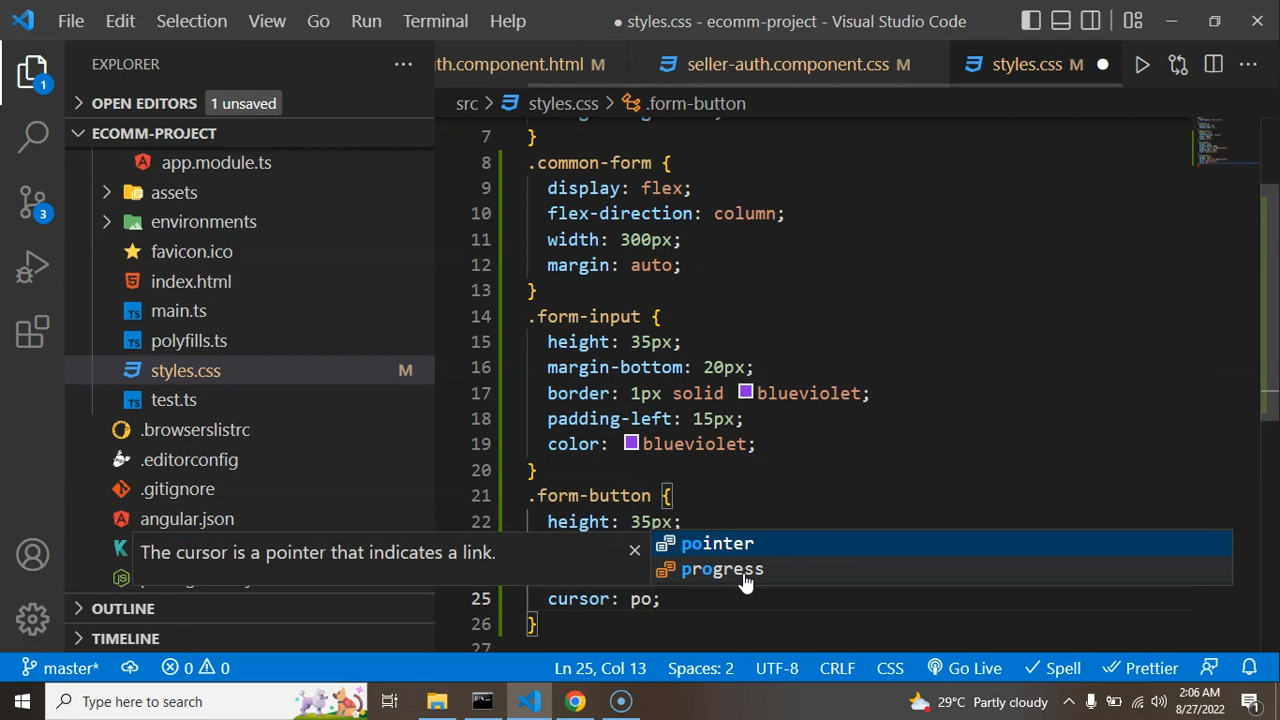 File Edit Selection View Go Run Terminal Help
● styles.css - ecomm-project - Visual Studio Code
EXPLORER
OPEN EDITORS 1 unsaved
ECOMM-PROJECT
app.module.ts
assets
environments
favicon.ico
index.html
main.ts
polyfills.ts
styles.css M
test.ts
.browserslistrc
.editorconfig
.gitignore
angular.json
OUTLINE
TIMELINE
1
3
uth.component.html M
seller-auth.component.css M
styles.css M
src > styles.css > .form-button
7 }
8 .common-form {
9 display: flex;
10 flex-direction: column;
11 width: 300px;
12 margin: auto;
13 }
14 .form-input {
15 height: 35px;
16 margin-bottom: 20px;
17 border: 1px solid blueviolet;
18 padding-left: 15px;
19 color: blueviolet;
20 }
21 .form-button {
22 height: 35px;
The cursor is a pointer that indicates a link.
pointer
progress
25 cursor: po;
26 }
27
master* 0 0 Ln 25, Col 13 Spaces: 2 UTF-8 CRLF CSS Go Live Spell Prettier
Type here to search
29°C Partly cloudy
2:06 AM
8/27/2022
1